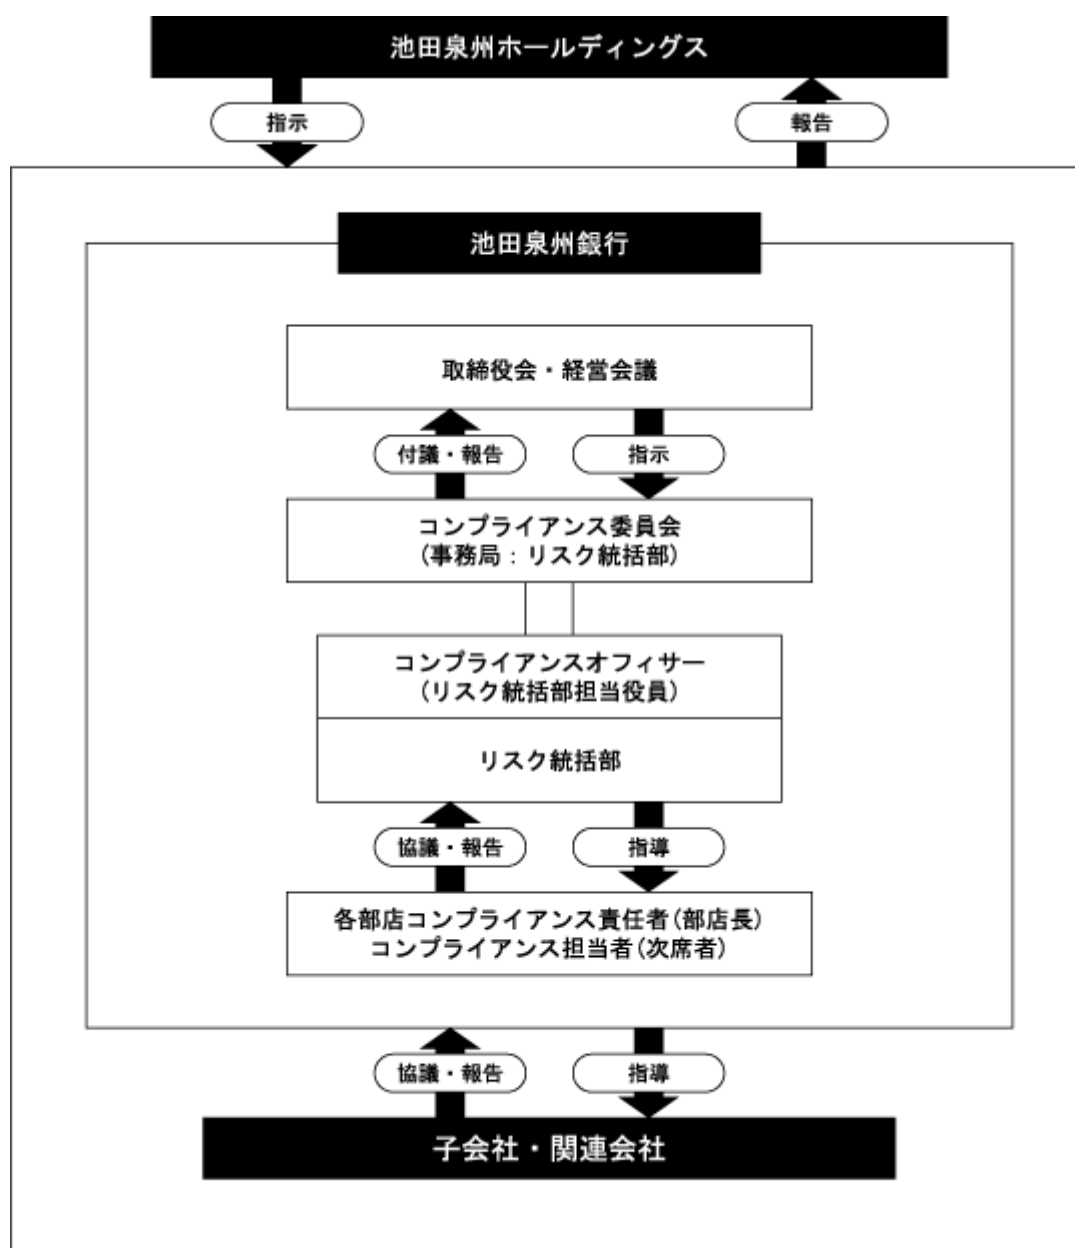 池田泉州ホールディングス
指示
報告
池田泉州銀行
取締役会・経営会議
付議・報告
指示
コンプライアンス委員会
(事務局：リスク統括部)
コンプライアンスオフィサー
(リスク統括部担当役員)
リスク統括部
協議・報告
指導
各部店コンプライアンス責任者(部店長)
コンプライアンス担当者(次席者)
協議・報告
指導
子会社・関連会社